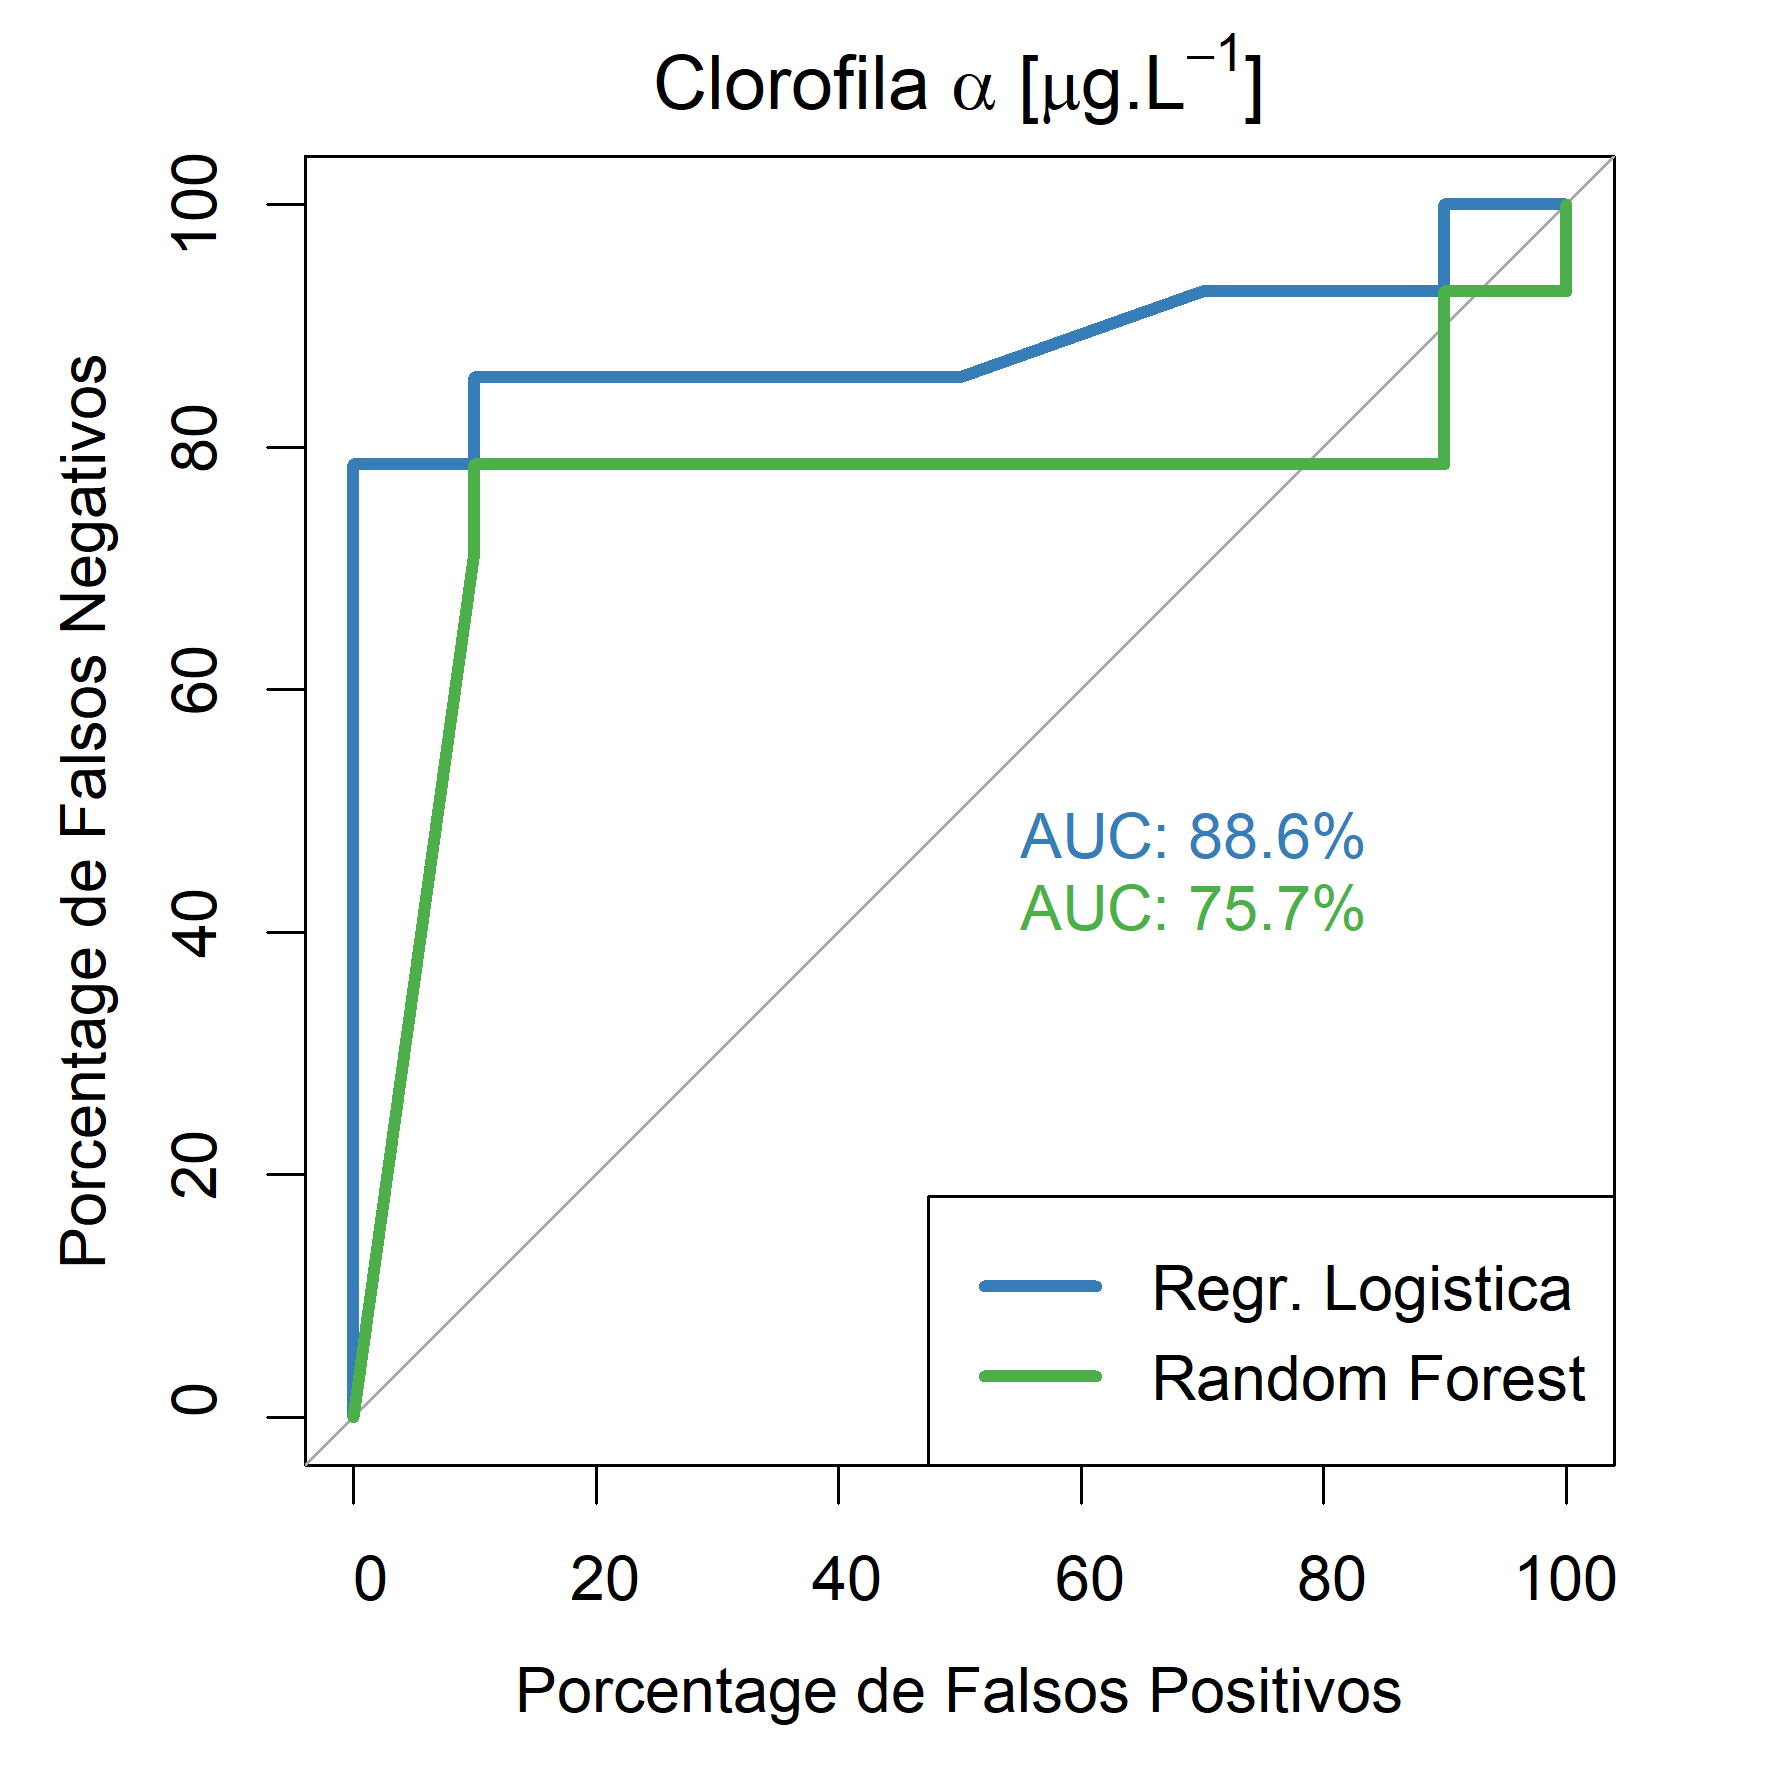 Clorofila α [μg.L⁻¹]
Porcentage de Falsos Negativos
100
80
60
40
20
0
AUC: 88.6%
AUC: 75.7%
Regr. Logistica
Random Forest
0 20 40 60 80 100
Porcentage de Falsos Positivos